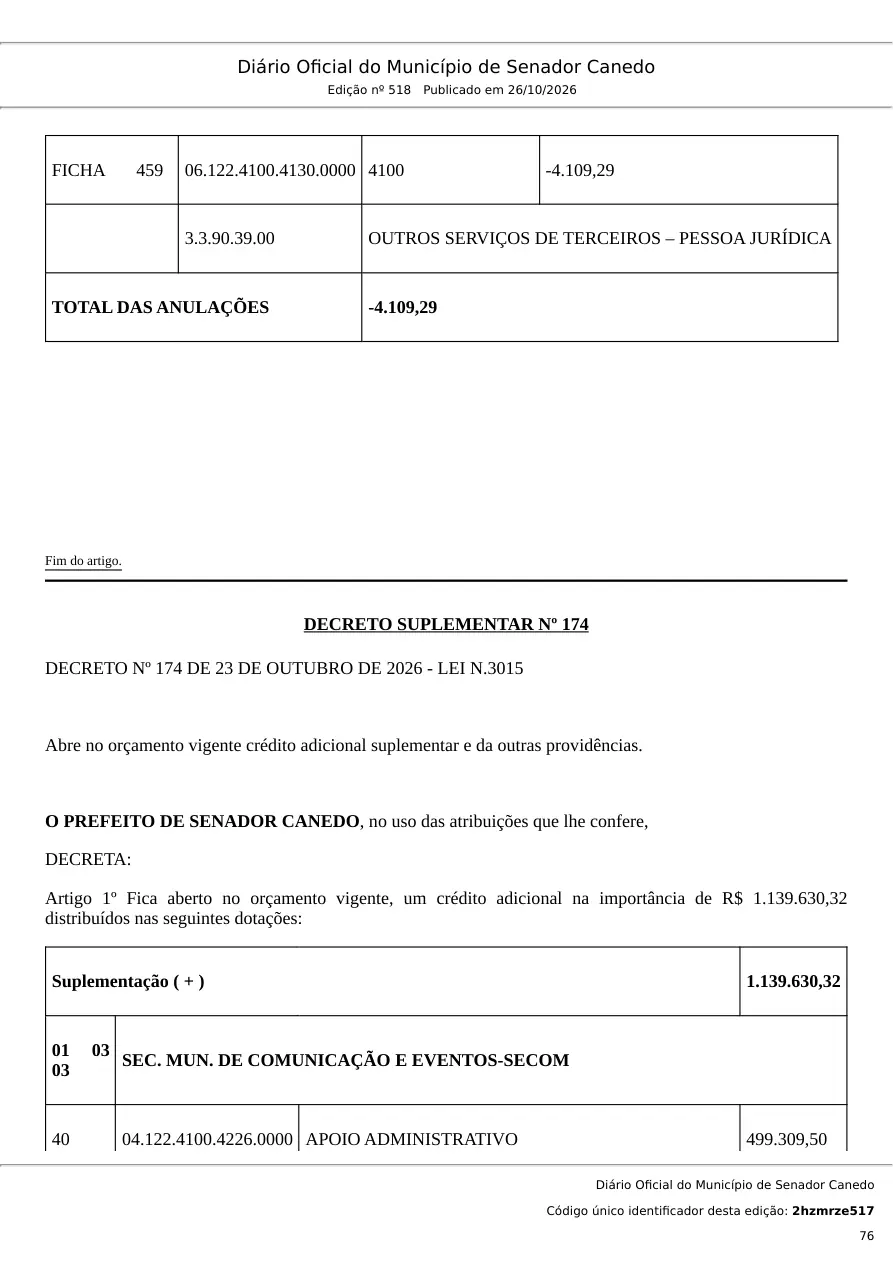 Diário Oficial do Município de Senador Canedo
Edição nº 518 Publicado em 26/10/2026
FICHA 459 06.122.4100.4130.0000 4100 -4.109,29
3.3.90.39.00 OUTROS SERVIÇOS DE TERCEIROS – PESSOA JURÍDICA
TOTAL DAS ANULAÇÕES -4.109,29
Fim do artigo.
DECRETO SUPLEMENTAR Nº 174
DECRETO Nº 174 DE 23 DE OUTUBRO DE 2026 - LEI N.3015
Abre no orçamento vigente crédito adicional suplementar e da outras providências.
O PREFEITO DE SENADOR CANEDO, no uso das atribuições que lhe confere,
DECRETA:
Artigo 1º Fica aberto no orçamento vigente, um crédito adicional na importância de R$ 1.139.630,32
distribuídos nas seguintes dotações:
Suplementação ( + ) 1.139.630,32
01 03
03
SEC. MUN. DE COMUNICAÇÃO E EVENTOS-SECOM
40 04.122.4100.4226.0000 APOIO ADMINISTRATIVO 499.309,50
Diário Oficial do Município de Senador Canedo
Código único identificador desta edição: 2hzmrze517
76